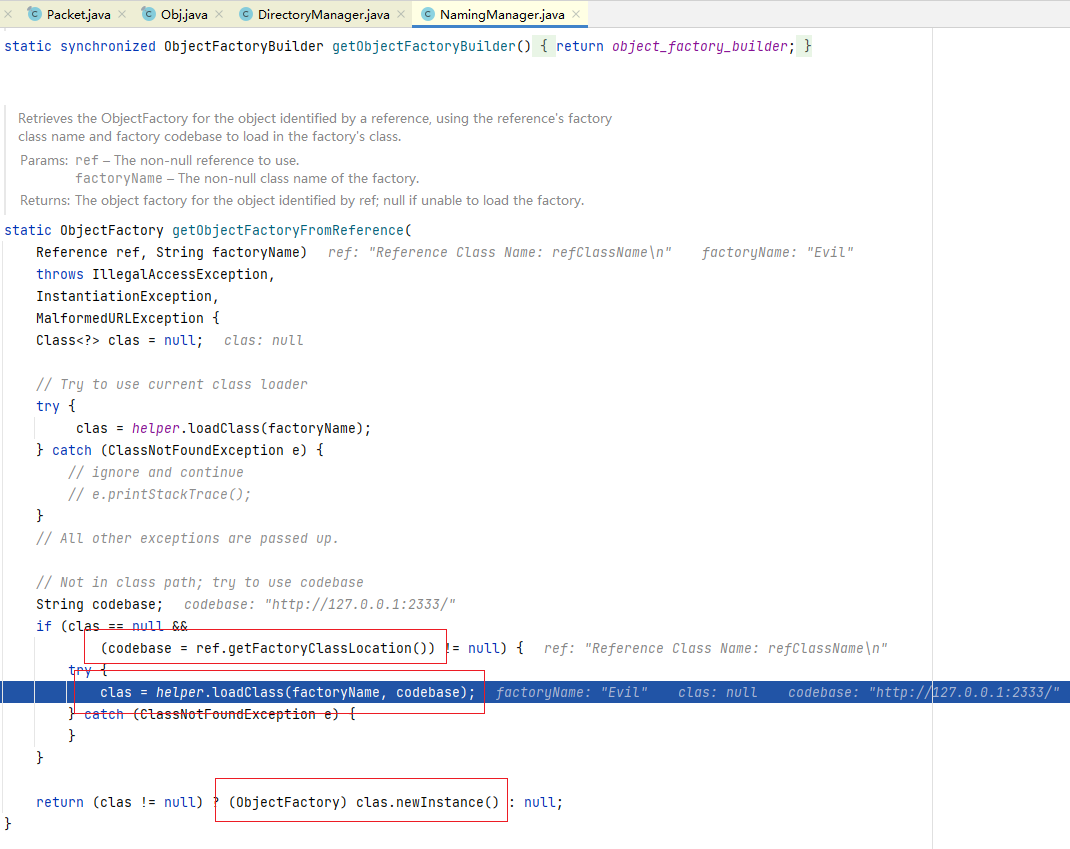 Packet.java Obj.java DirectoryManager.java NamingManager.java
static synchronized ObjectFactoryBuilder getObjectFactoryBuilder() { return object_factory_builder; }
Retrieves the ObjectFactory for the object identified by a reference, using the reference's factory
class name and factory codebase to load in the factory's class.
Params: ref – The non-null reference to use.
factoryName – The non-null class name of the factory.
Returns: The object factory for the object identified by ref; null if unable to load the factory.
static ObjectFactory getObjectFactoryFromReference(
Reference ref, String factoryName) ref: "Reference Class Name: refClassName\n" factoryName: "Evil"
throws IllegalAccessException,
InstantiationException,
MalformedURLException {
Class<?> clas = null; clas: null
// Try to use current class loader
try {
clas = helper.loadClass(factoryName);
} catch (ClassNotFoundException e) {
// ignore and continue
// e.printStackTrace();
}
// All other exceptions are passed up.
// Not in class path; try to use codebase
String codebase; codebase: "http://127.0.0.1:2333/"
if (clas == null &&
(codebase = ref.getFactoryClassLocation()) != null) { ref: "Reference Class Name: refClassName\n"
try {
clas = helper.loadClass(factoryName, codebase); factoryName: "Evil" clas: null codebase: "http://127.0.0.1:2333/"
} catch (ClassNotFoundException e) {
}
}
return (clas != null) ? (ObjectFactory) clas.newInstance() : null;
}